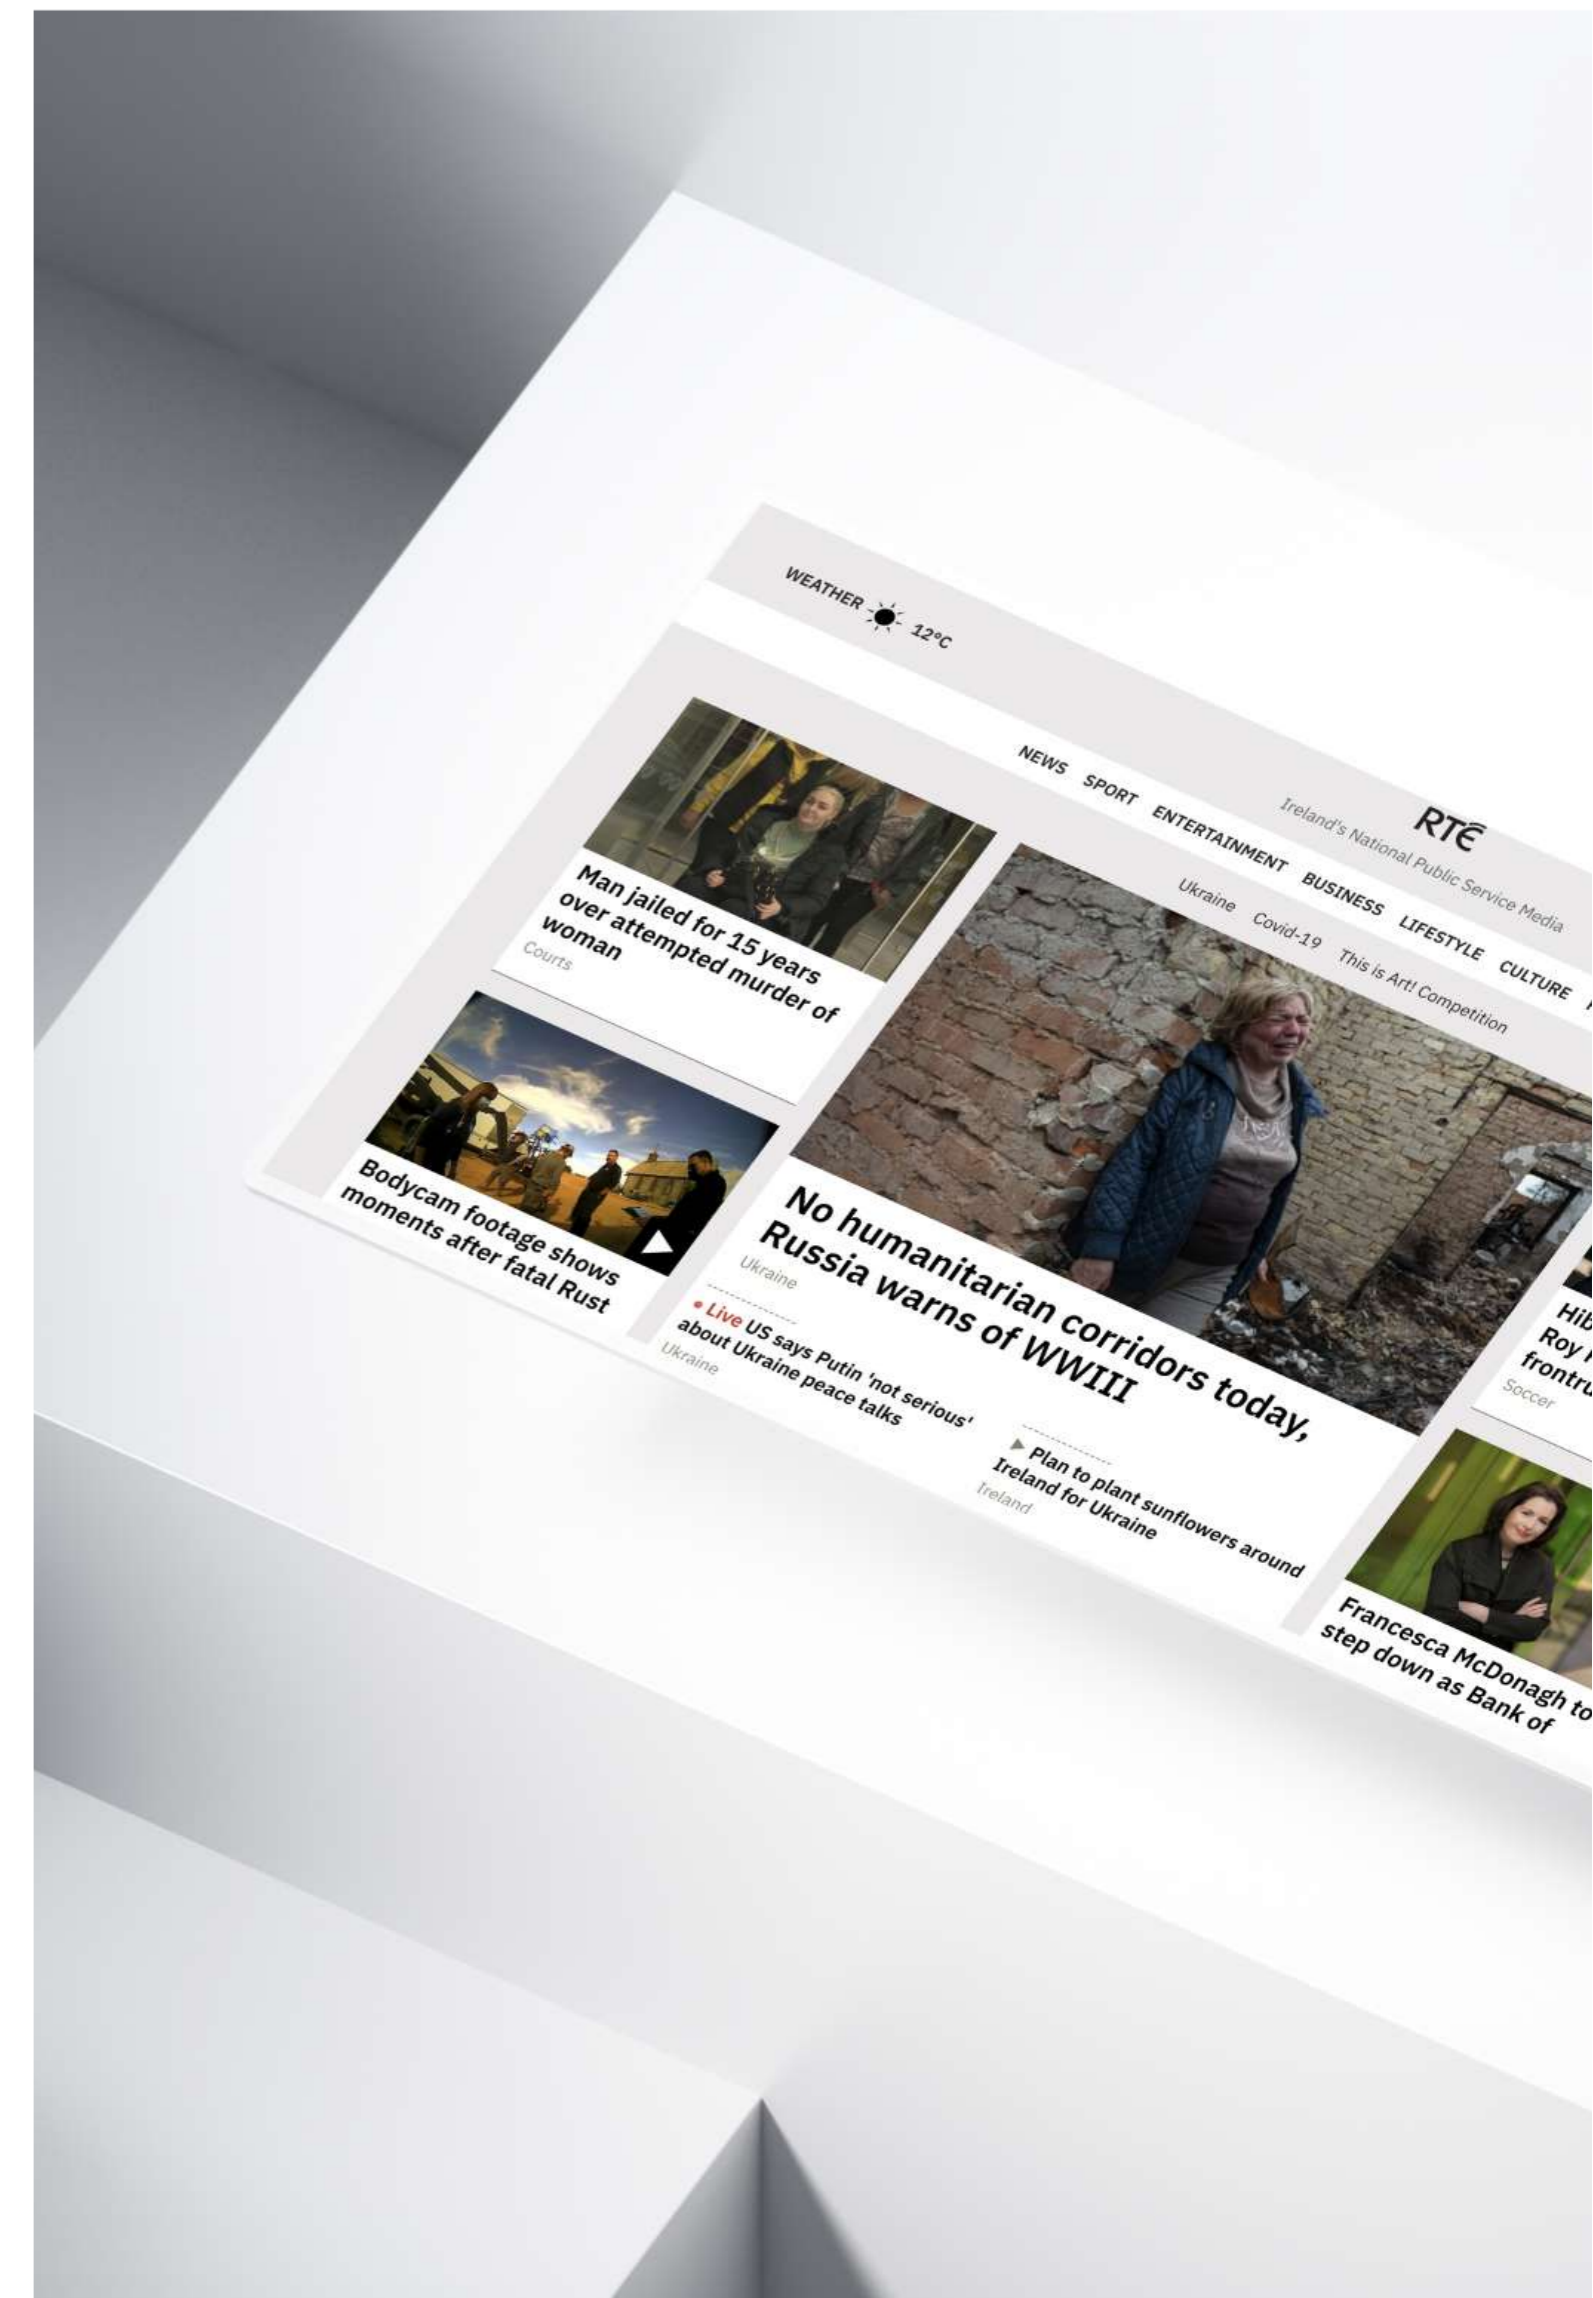 WEATHER 12°C
RTÉ
Ireland's National Public Service Media
NEWS SPORT ENTERTAINMENT BUSINESS LIFESTYLE CULTURE
Ukraine Covid-19 This is Art! Competition
Man jailed for 15 years
over attempted murder of
woman
Courts
Bodycam footage shows
moments after fatal Rust
No humanitarian corridors today,
Russia warns of WWIII
Ukraine
Live US says Putin 'not serious'
about Ukraine peace talks
Ukraine
Plan to plant sunflowers around
Ireland for Ukraine
Ireland
Roy
Soccer
Francesca McDonagh to
step down as Bank of